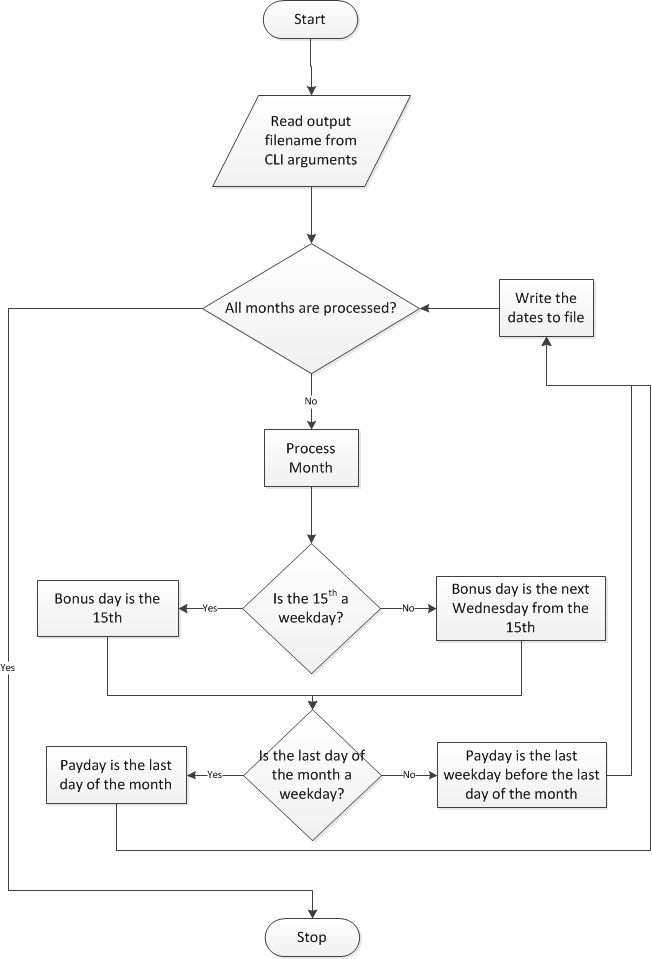 Start
Read output
filename from
CLI arguments
All months are processed?
Write the
dates to file
No
Process
Month
Bonus day is the
15th
Yes
Is the 15th a
weekday?
No
Bonus day is the next
Wednesday from the
15th
Yes
Payday is the last
day of the month
Yes
Is the last day of
the month a
weekday?
No
Payday is the last
weekday before the last
day of the month
Stop